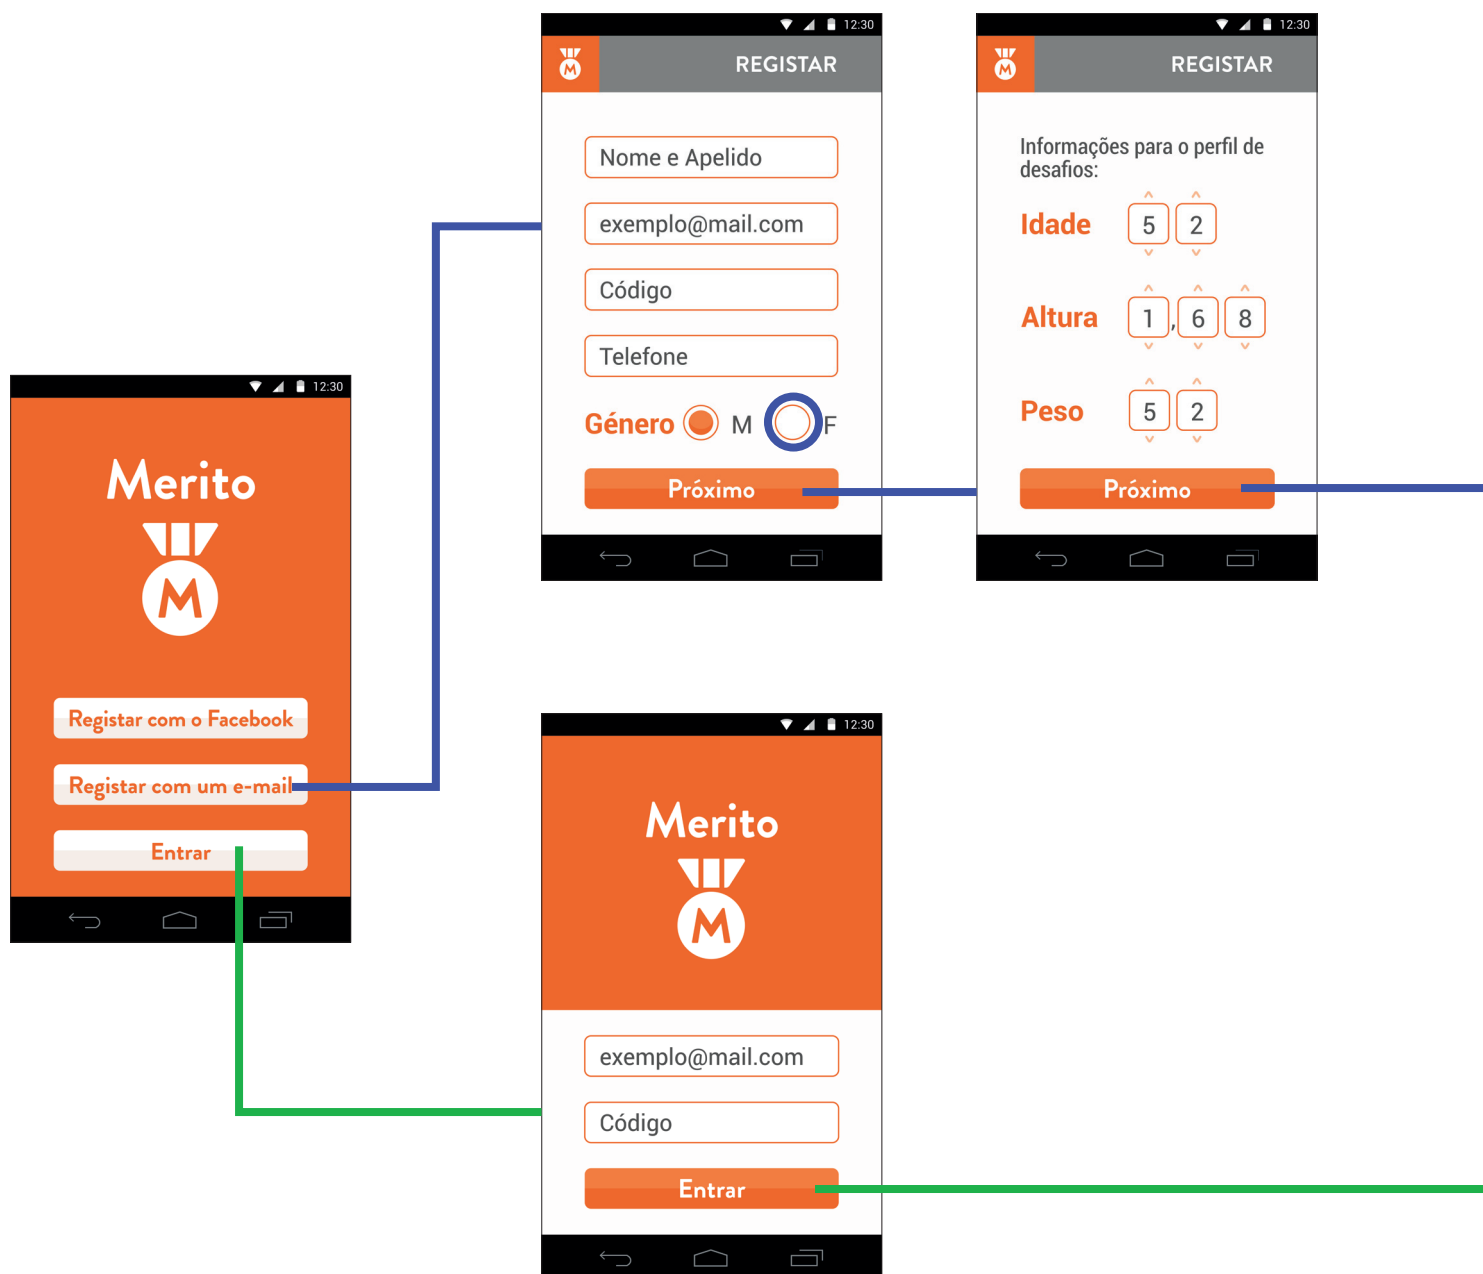 12:30
Merito
M
Registar com o Facebook
Registar com um e-mail
Entrar
12:30
M
REGISTAR
Nome e Apelido
exemplo@mail.com
Código
Telefone
Género M F
Próximo
12:30
M
REGISTAR
Informações para o perfil de
desafios:
Idade 5 2
Altura 1 , 6 8
Peso 5 2
Próximo
12:30
Merito
M
exemplo@mail.com
Código
Entrar